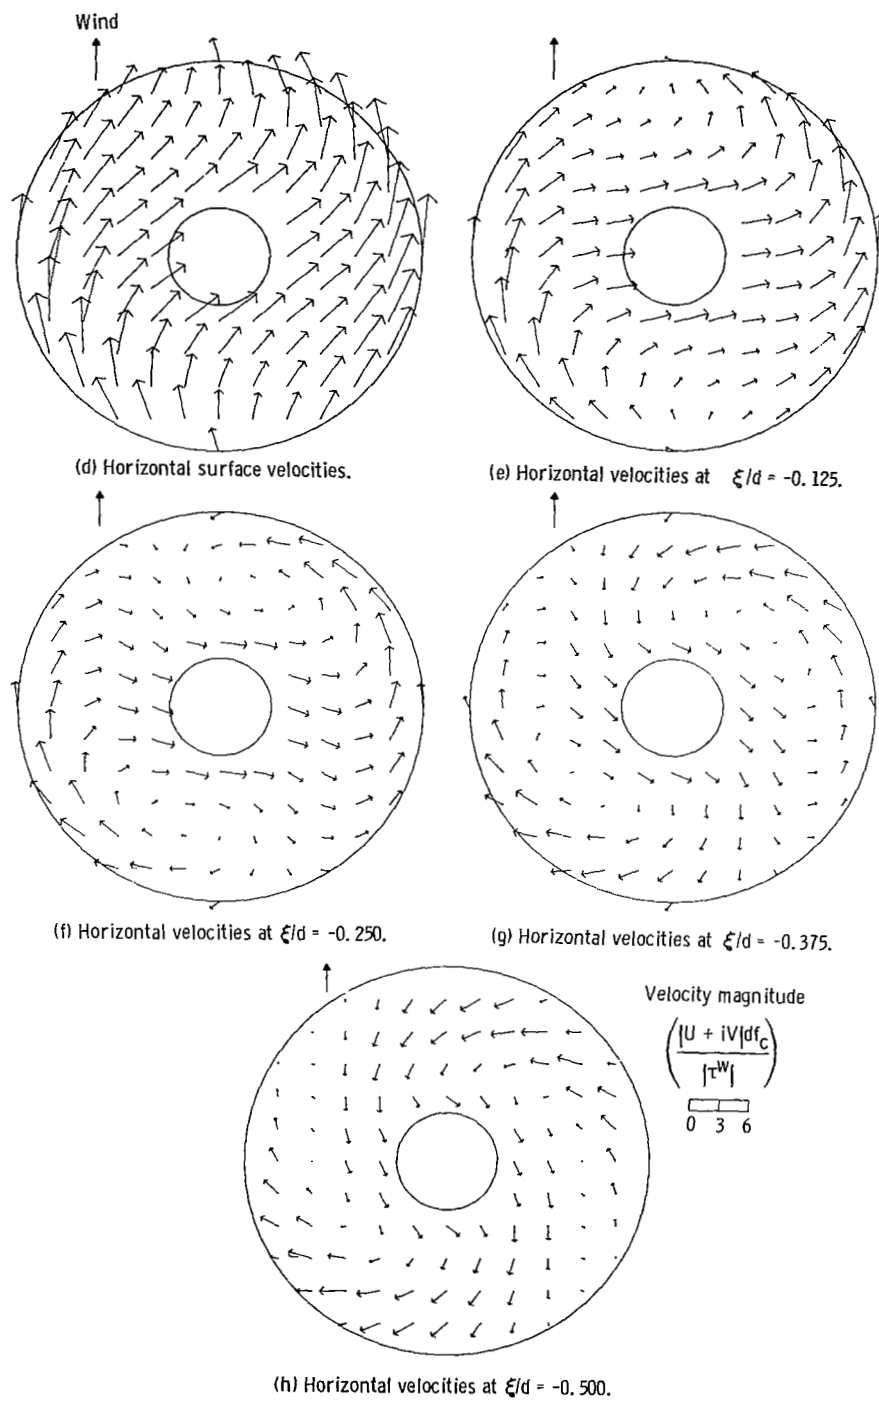 Wind
(d) Horizontal surface velocities.
(e) Horizontal velocities at ξ/d = -0.125.
(f) Horizontal velocities at ξ/d = -0.250.
(g) Horizontal velocities at ξ/d = -0.375.
Velocity magnitude
(|U + iV|df_c / |τ^W|)
0 3 6
(h) Horizontal velocities at ξ/d = -0.500.